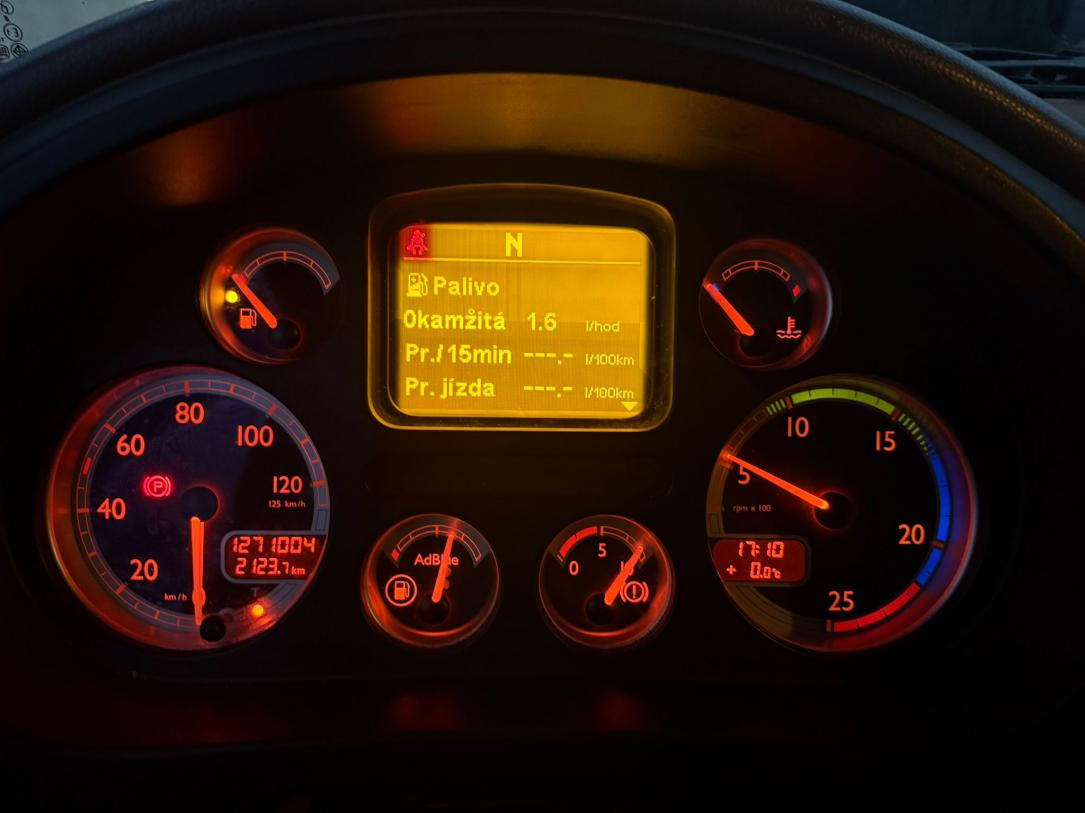 N
Palivo
Okamžitá 1.6 l/hod
Pr./15min ---.- l/100km
Pr. jízda ---.- l/100km
20
40
60
80
100
120
125 km/h
km/h
P
1271004
2123.7 km
AdBlue
0
5
5
10
15
20
25
rpm x 100
17:10
+ 0.0°c